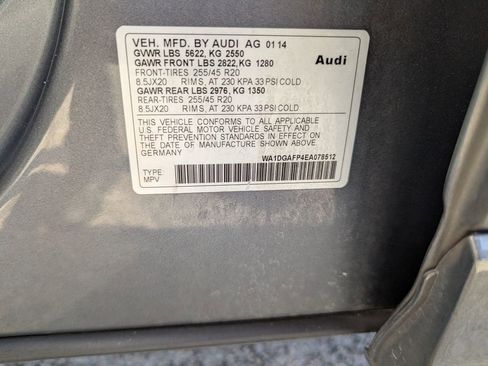 VEH. MFD. BY AUDI AG 01 14
GVWR LBS 5622, KG 2550
GAWR FRONT LBS 2822, KG 1280
Audi
FRONT-TIRES 255/45 R20
8.5JX20 RIMS, AT 230 KPA 33 PSI COLD
GAWR REAR LBS 2976, KG 1350
REAR-TIRES 255/45 R20
8.5JX20 RIMS, AT 230 KPA 33 PSI COLD
THIS VEHICLE CONFORMS TO ALL APPLICABLE
U.S. FEDERAL MOTOR VEHICLE SAFETY AND
THEFT PREVENTION STANDARDS IN EFFECT ON
THE DATE OF MANUFACTURE SHOWN ABOVE.
GERMANY
WA1DGAFP4EA078512
TYPE:
MPV